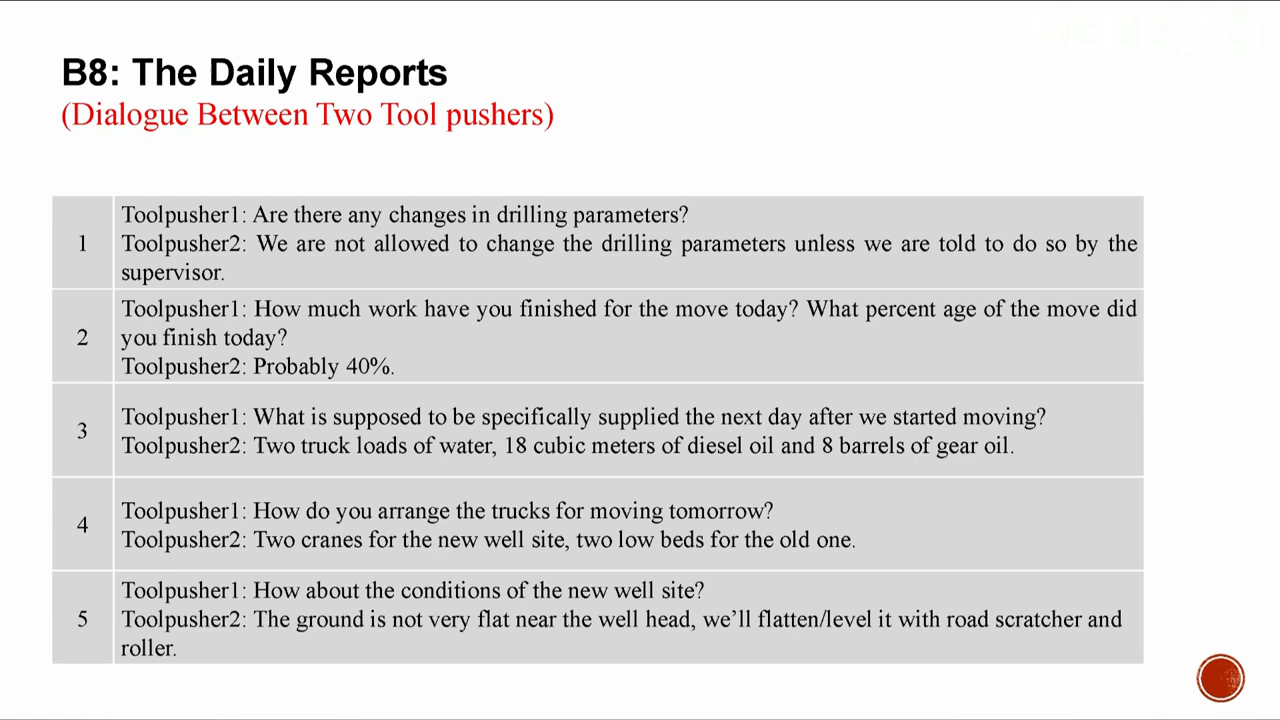 VEED.IO
B8: The Daily Reports
(Dialogue Between Two Tool pushers)
1
Toolpusher1: Are there any changes in drilling parameters?
Toolpusher2: We are not allowed to change the drilling parameters unless we are told to do so by the
supervisor.
2
Toolpusher1: How much work have you finished for the move today? What percent age of the move did
you finish today?
Toolpusher2: Probably 40%.
3
Toolpusher1: What is supposed to be specifically supplied the next day after we started moving?
Toolpusher2: Two truck loads of water, 18 cubic meters of diesel oil and 8 barrels of gear oil.
4
Toolpusher1: How do you arrange the trucks for moving tomorrow?
Toolpusher2: Two cranes for the new well site, two low beds for the old one.
5
Toolpusher1: How about the conditions of the new well site?
Toolpusher2: The ground is not very flat near the well head, we’ll flatten/level it with road scratcher and
roller.